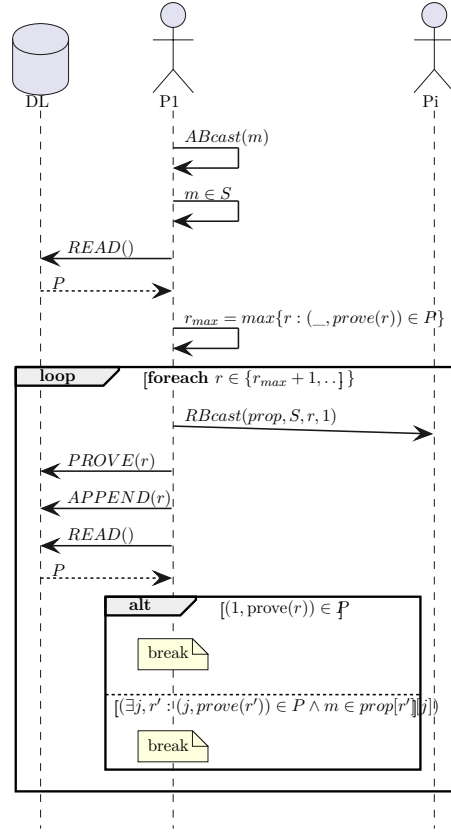 DL P1 Pi
ABcast(m)
m ∈ S
READ()
P
r_max = max{r : (_, prove(r)) ∈ P}
loop [foreach r ∈ {r_max + 1, ..] }
RBcast(prop, S, r, 1)
PROVE(r)
APPEND(r)
READ()
P
alt [(1, prove(r)) ∈ P]
break
[(∃j, r' : (j, prove(r')) ∈ P ∧ m ∈ prop[r'][j])]
break